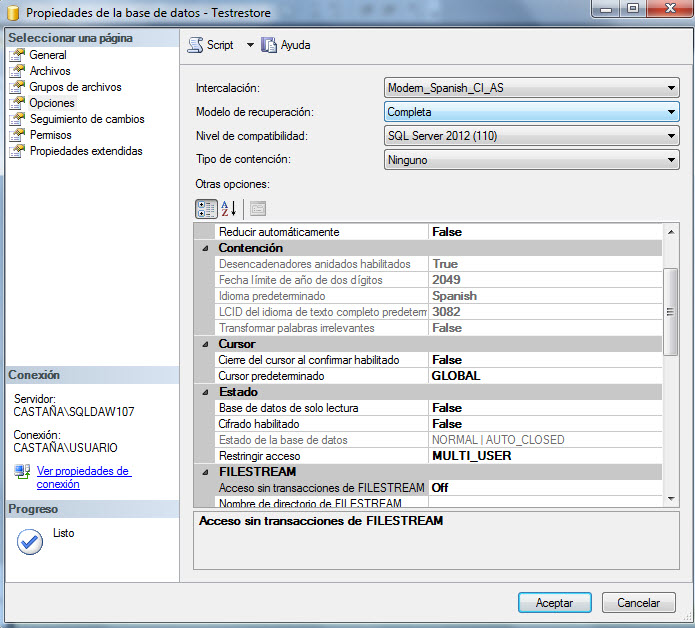 Propiedades de la base de datos - Testrestore
Seleccionar una página
General
Archivos
Grupos de archivos
Opciones
Seguimiento de cambios
Permisos
Propiedades extendidas
Script
Ayuda
Intercalación: Modern_Spanish_CI_AS
Modelo de recuperación: Completa
Nivel de compatibilidad: SQL Server 2012 (110)
Tipo de contención: Ninguno
Otras opciones:
Reducir automáticamente False
Contención
Desencadenadores anidados habilitados True
Fecha límite de año de dos dígitos 2049
Idioma predeterminado Spanish
LCID del idioma de texto completo predeterm 3082
Transformar palabras irrelevantes False
Cursor
Cierre del cursor al confirmar habilitado False
Cursor predeterminado GLOBAL
Estado
Base de datos de solo lectura False
Cifrado habilitado False
Estado de la base de datos NORMAL | AUTO_CLOSED
Restringir acceso MULTI_USER
FILESTREAM
Acceso sin transacciones de FILESTREAM Off
Nombre de directorio de FILESTREAM
Acceso sin transacciones de FILESTREAM
Conexión
Servidor:
CASTAÑA\SQLDAW107
Conexión:
CASTAÑA\USUARIO
Ver propiedades de
conexión
Progreso
Listo
Aceptar
Cancelar